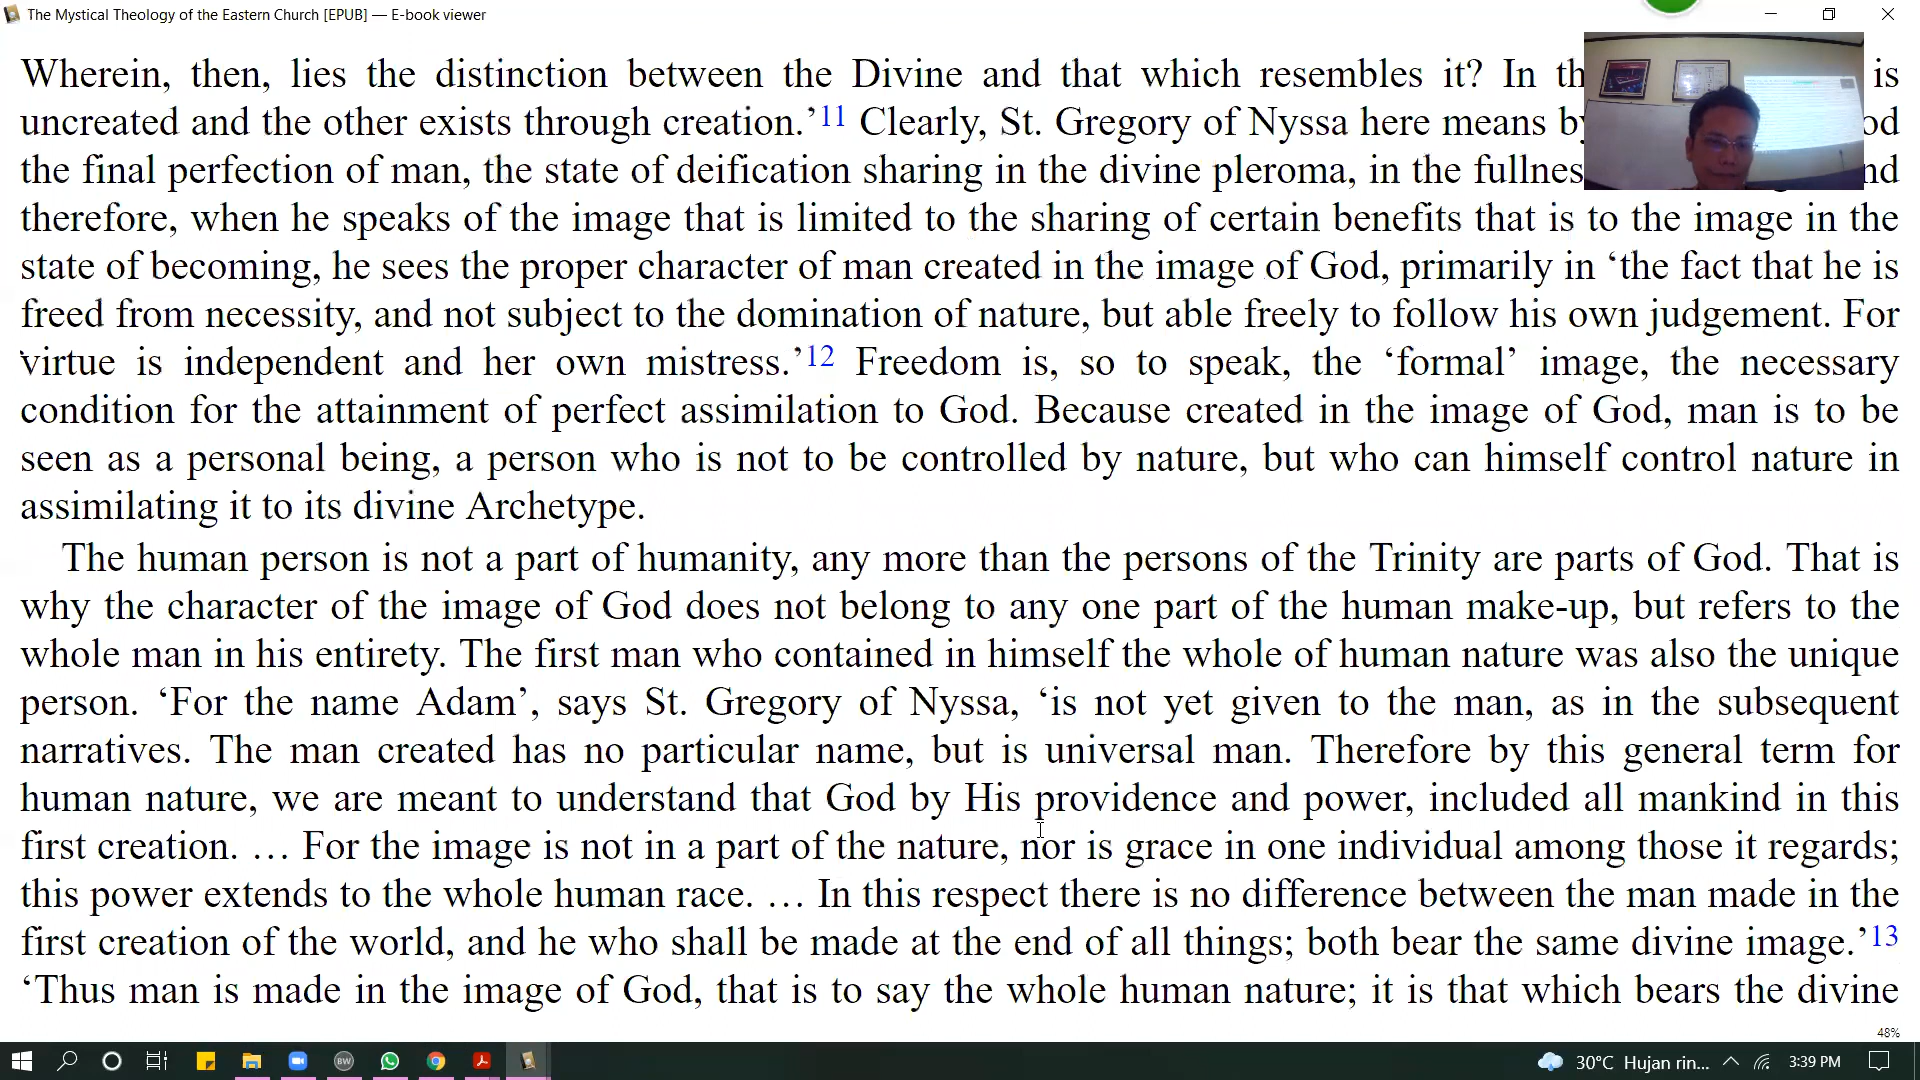 The Mystical Theology of the Eastern Church [EPUB] — E-book viewer
Wherein, then, lies the distinction between the Divine and that which resembles it? In th is
uncreated and the other exists through creation.’11 Clearly, St. Gregory of Nyssa here means by od
the final perfection of man, the state of deification sharing in the divine pleroma, in the fullnes nd
therefore, when he speaks of the image that is limited to the sharing of certain benefits that is to the image in the
state of becoming, he sees the proper character of man created in the image of God, primarily in ‘the fact that he is
freed from necessity, and not subject to the domination of nature, but able freely to follow his own judgement. For
virtue is independent and her own mistress.’12 Freedom is, so to speak, the ‘formal’ image, the necessary
condition for the attainment of perfect assimilation to God. Because created in the image of God, man is to be
seen as a personal being, a person who is not to be controlled by nature, but who can himself control nature in
assimilating it to its divine Archetype.
The human person is not a part of humanity, any more than the persons of the Trinity are parts of God. That is
why the character of the image of God does not belong to any one part of the human make-up, but refers to the
whole man in his entirety. The first man who contained in himself the whole of human nature was also the unique
person. ‘For the name Adam’, says St. Gregory of Nyssa, ‘is not yet given to the man, as in the subsequent
narratives. The man created has no particular name, but is universal man. Therefore by this general term for
human nature, we are meant to understand that God by His providence and power, included all mankind in this
first creation. … For the image is not in a part of the nature, nor is grace in one individual among those it regards;
this power extends to the whole human race. … In this respect there is no difference between the man made in the
first creation of the world, and he who shall be made at the end of all things; both bear the same divine image.’13
‘Thus man is made in the image of God, that is to say the whole human nature; it is that which bears the divine
48%
BW
30°C Hujan rin... 3:39 PM